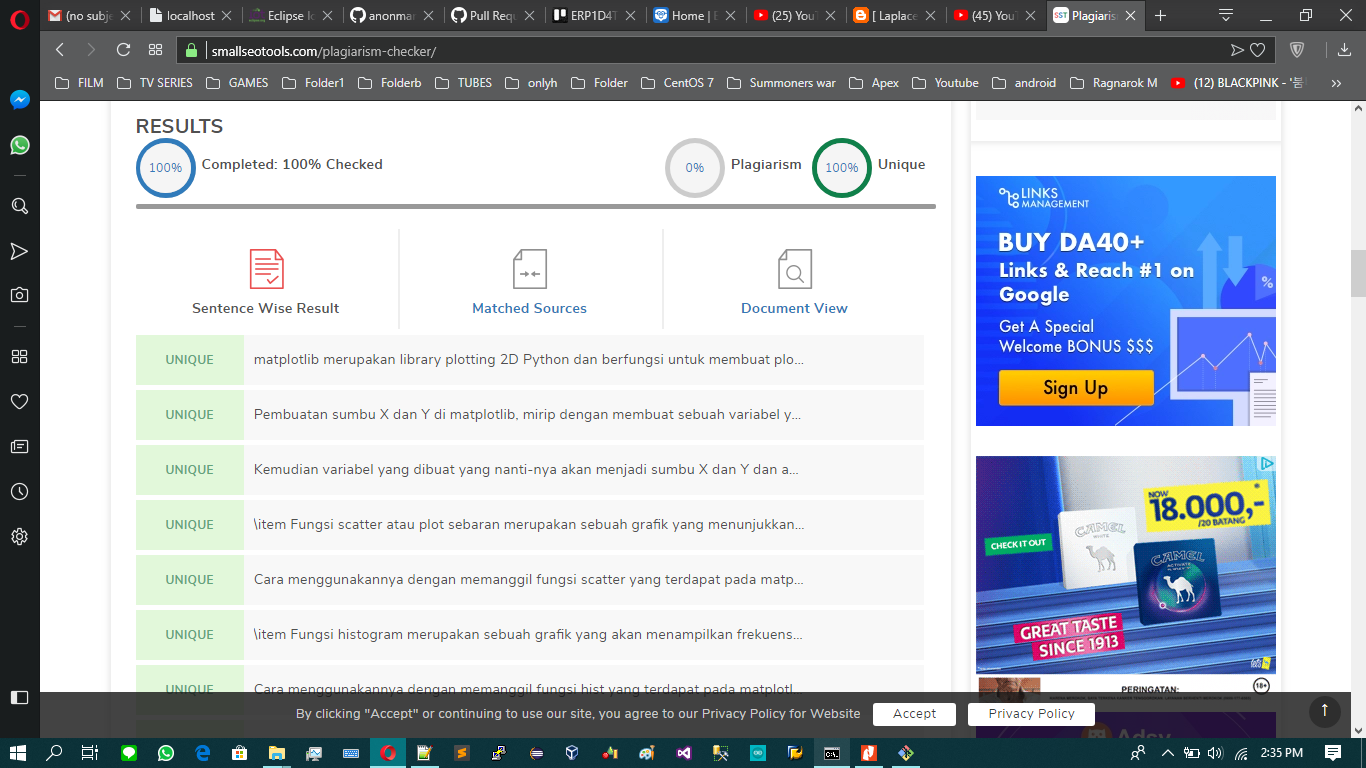 (no subje
localhost
Eclipse Ic
anonmar
Pull Requ
ERP1D4T
Home | E
(25) YouT
[ Laplace
(45) YouT
Plagiaris
smallseotools.com/plagiarism-checker/
FILM
TV SERIES
GAMES
Folder1
Folderb
TUBES
onlyh
Folder
CentOS 7
Summoners war
Apex
Youtube
android
Ragnarok M
(12) BLACKPINK - '붐
RESULTS
100%
Completed: 100% Checked
0%
Plagiarism
100%
Unique
Sentence Wise Result
Matched Sources
Document View
UNIQUE matplotlib merupakan library plotting 2D Python dan berfungsi untuk membuat plo...
UNIQUE Pembuatan sumbu X dan Y di matplotlib, mirip dengan membuat sebuah variabel y...
UNIQUE Kemudian variabel yang dibuat yang nanti-nya akan menjadi sumbu X dan Y dan a...
UNIQUE \item Fungsi scatter atau plot sebaran merupakan sebuah grafik yang menunjukkan...
UNIQUE Cara menggunakannya dengan memanggil fungsi scatter yang terdapat pada matp...
UNIQUE \item Fungsi histogram merupakan sebuah grafik yang akan menampilkan frekuens...
UNIQUE Cara menggunakannya dengan memanggil fungsi hist yang terdapat pada matplotl...
LINKS
MANAGEMENT
BUY DA40+
Links & Reach #1 on
Google
Get A Special
Welcome BONUS $$$
Sign Up
%
NOW
18.000,-*
/20 BATANG
CHECK IT OUT
CAMEL
WHITE
CAMEL
ACTIVATE
GREAT TASTE
SINCE 1913
PERINGATAN:
18+
Adsy
By clicking "Accept" or continuing to use our site, you agree to our Privacy Policy for Website
Accept
Privacy Policy
2:35 PM